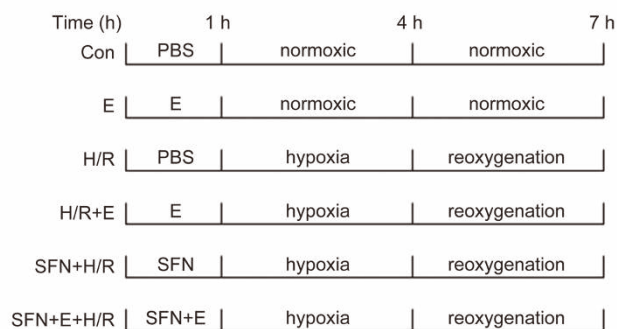 Time (h) 1 h 4 h 7 h
Con PBS normoxic normoxic
E E normoxic normoxic
H/R PBS hypoxia reoxygenation
H/R+E E hypoxia reoxygenation
SFN+H/R SFN hypoxia reoxygenation
SFN+E+H/R SFN+E hypoxia reoxygenation